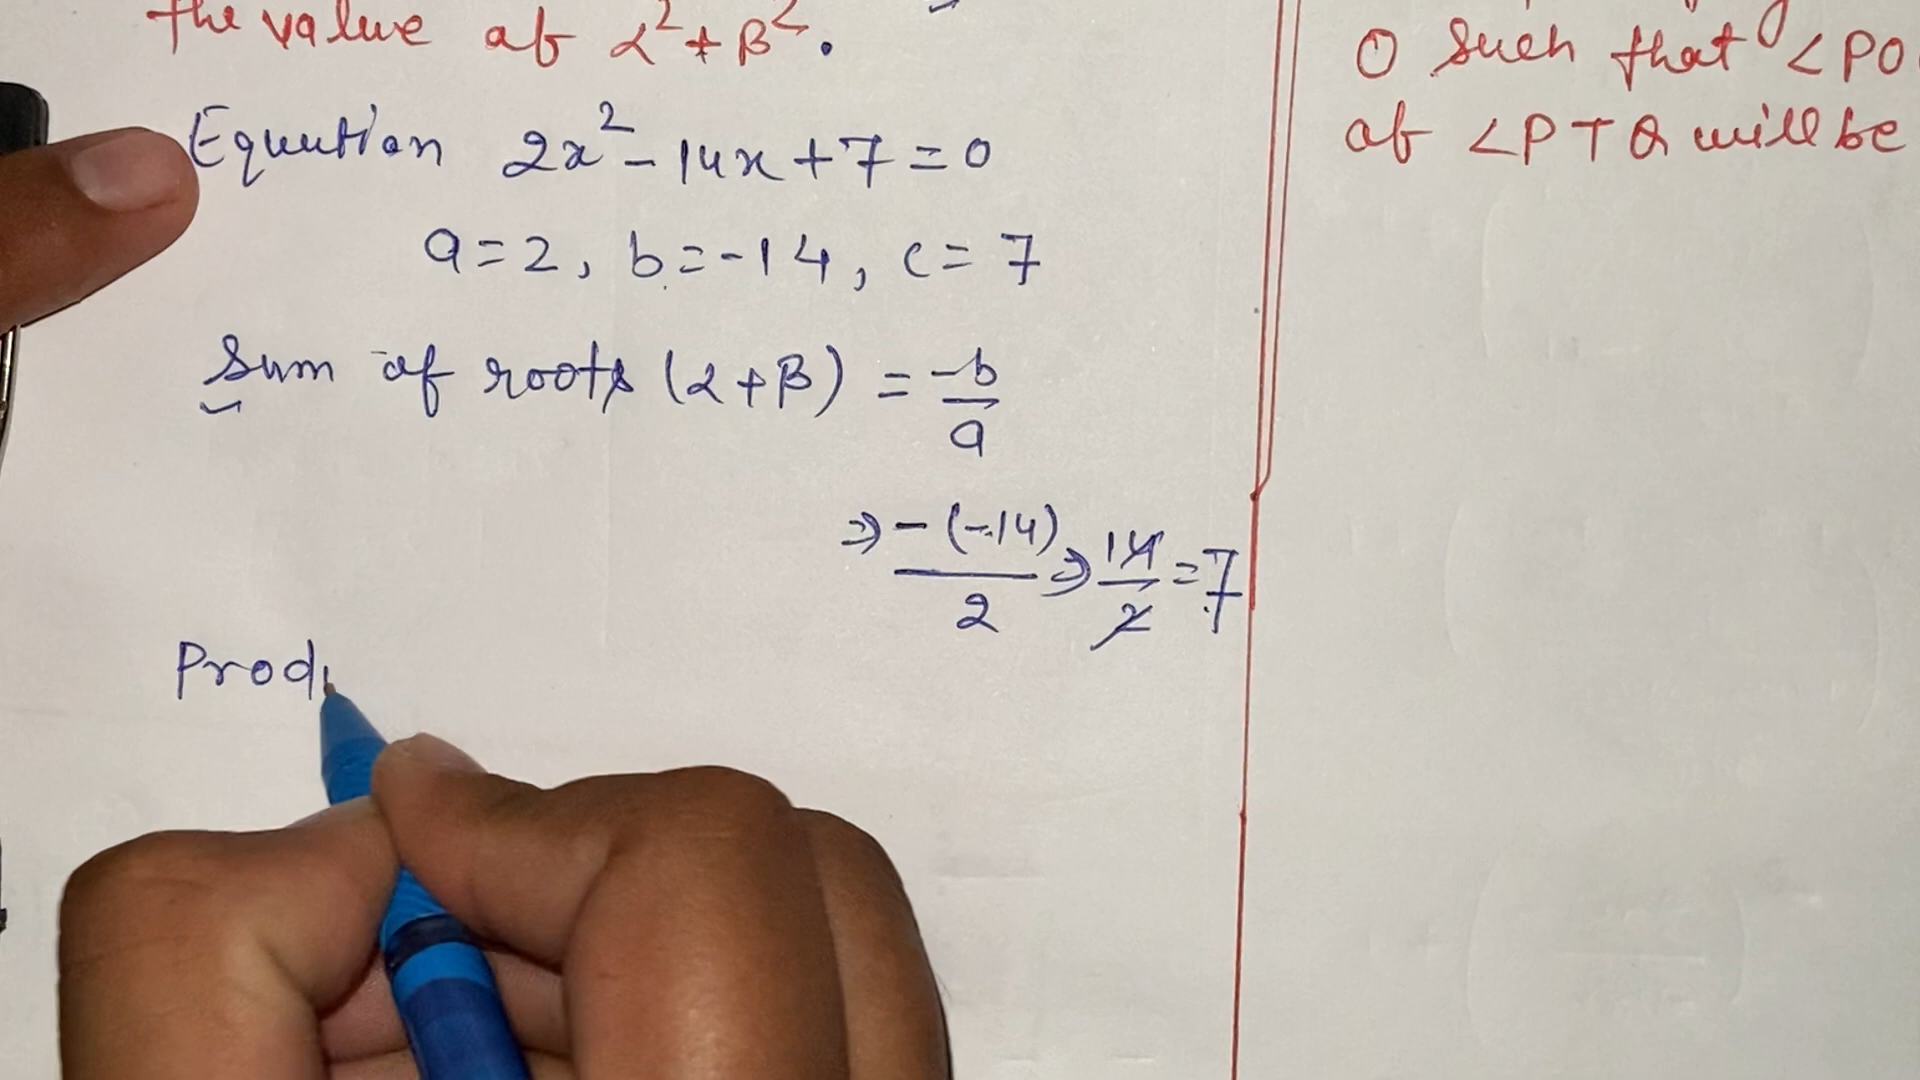 the value of α²+β².
Equation 2x²-14x+7=0
a=2, b=-14, c=7
Sum of roots (α+β) = -b/a
⇒ -(-14)/2 ⇒ 14/2 = 7
Prod
O such that ∠PO
of ∠PTQ will be